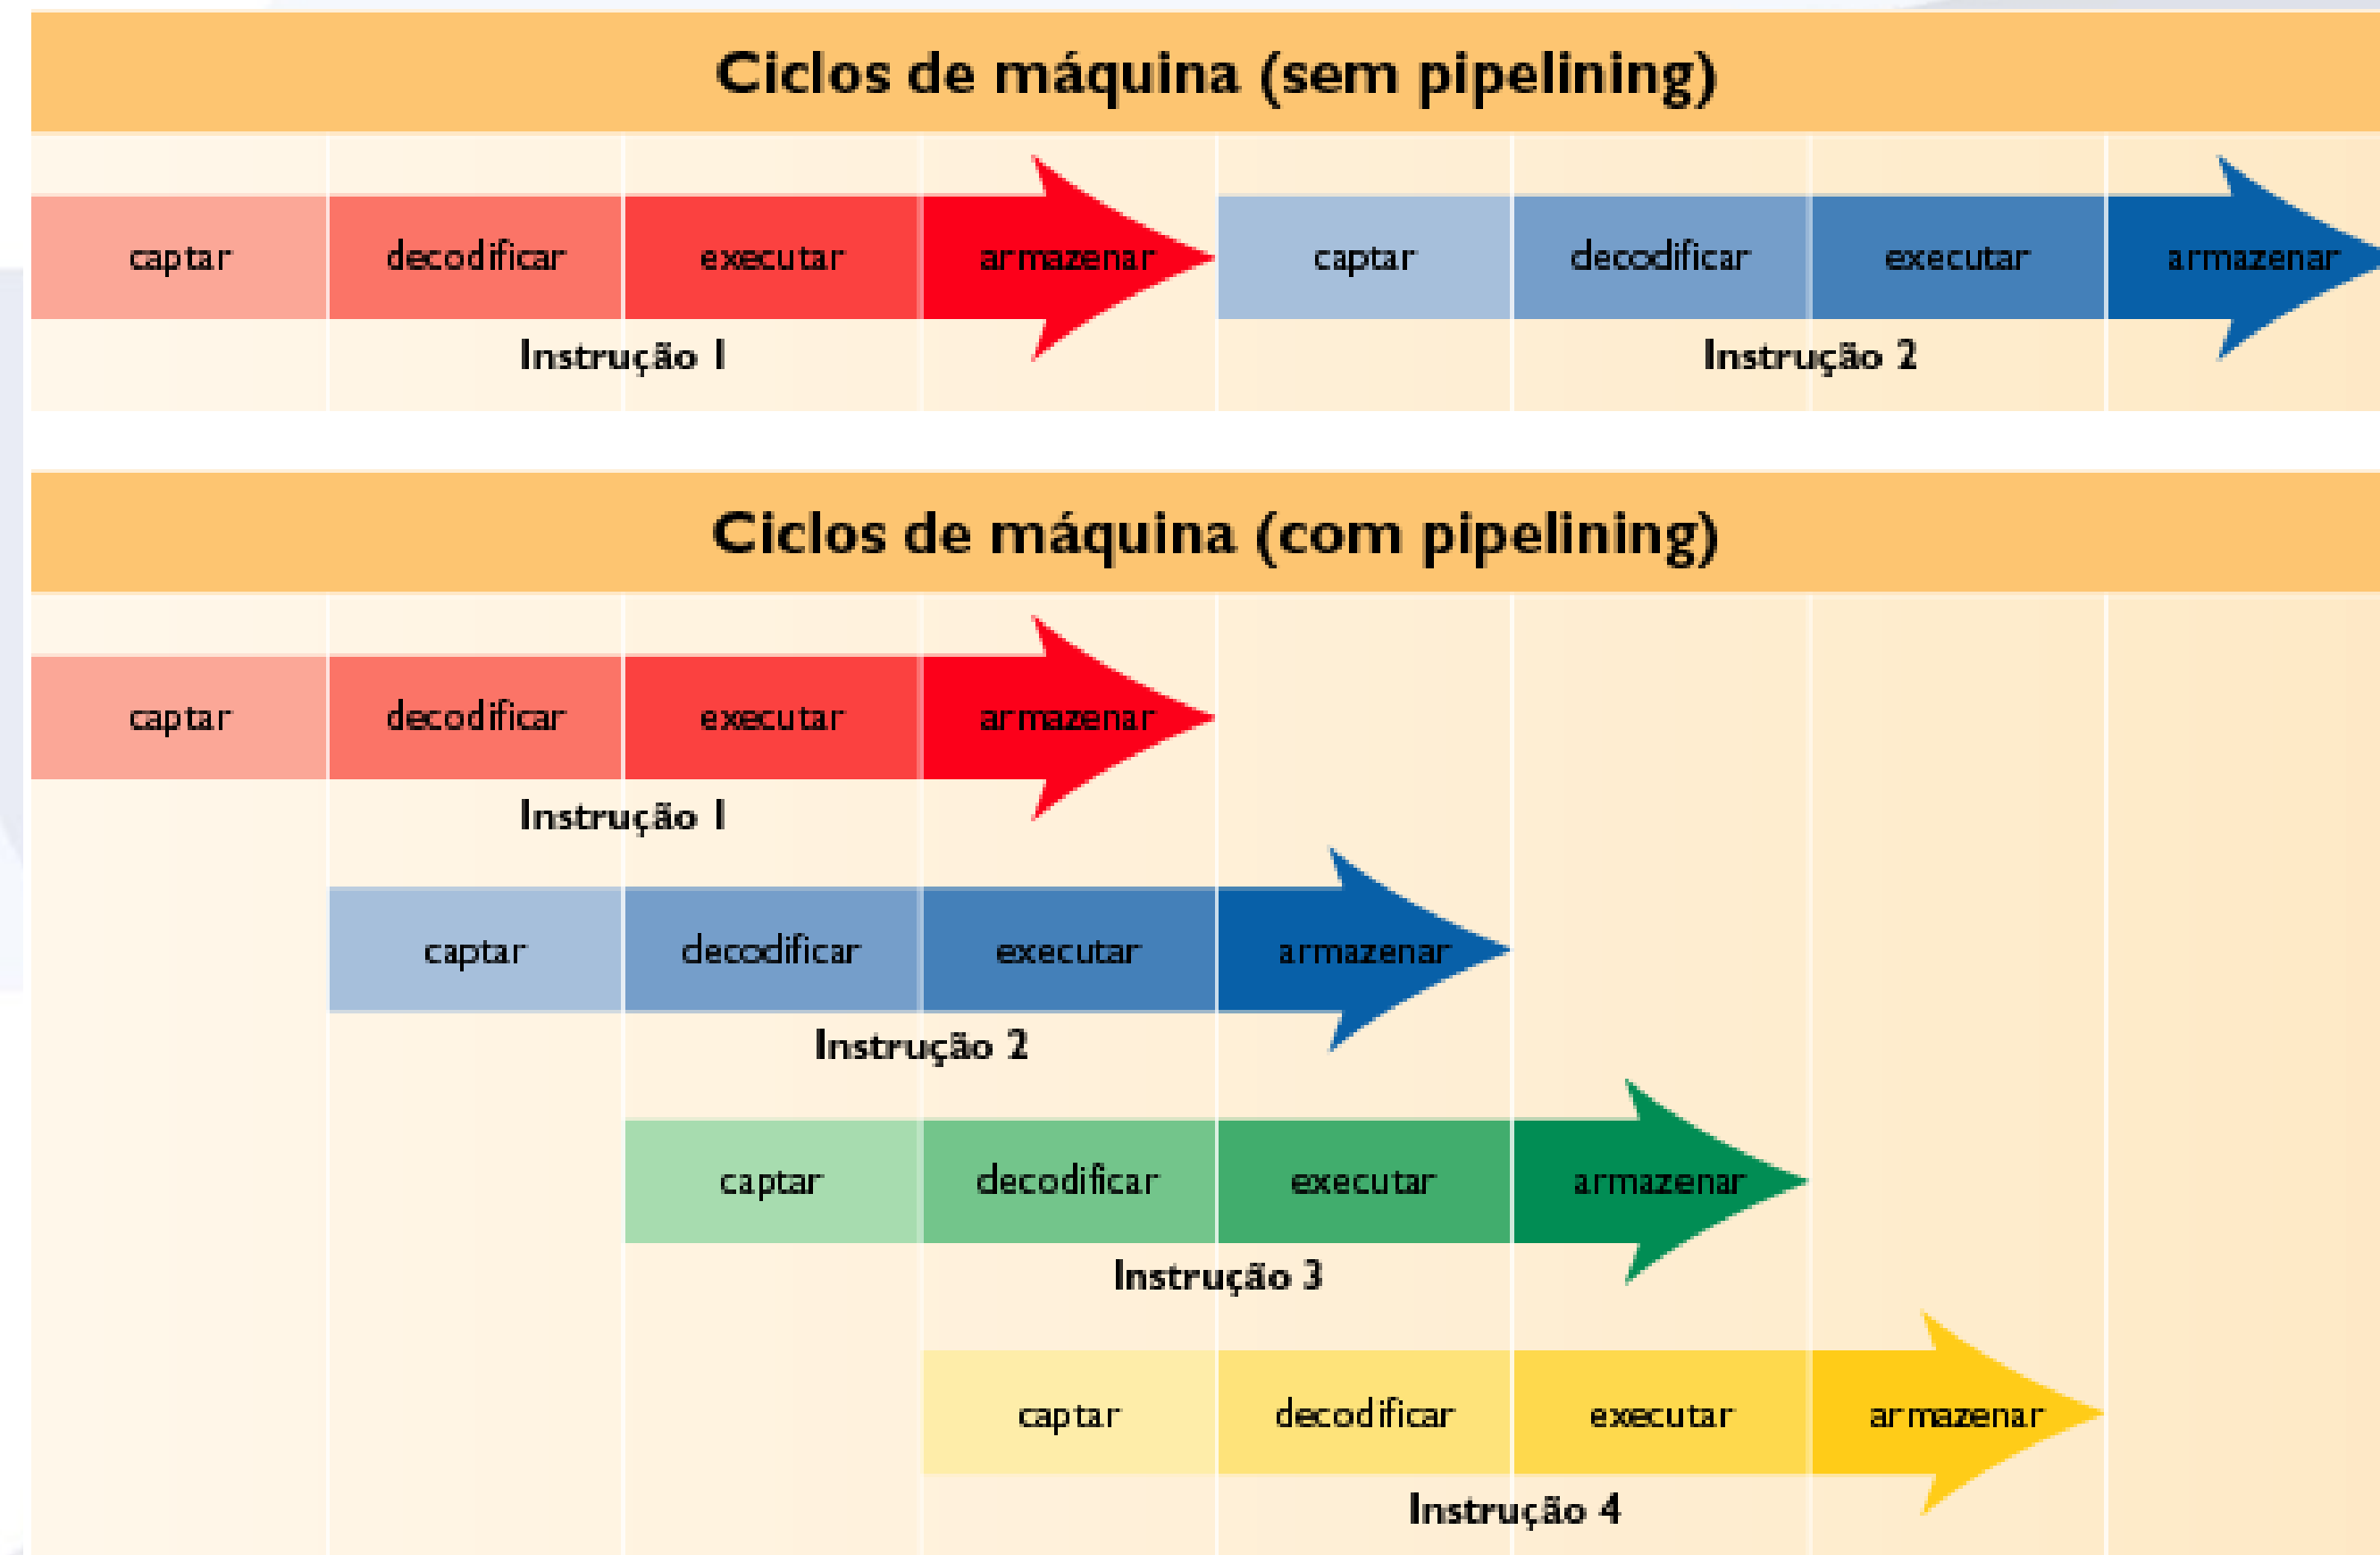 Ciclos de máquina (sem pipelining)
captar decodificar executar armazenar captar decodificar executar armazenar
Instrução 1 Instrução 2
Ciclos de máquina (com pipelining)
captar decodificar executar armazenar
Instrução 1
captar decodificar executar armazenar
Instrução 2
captar decodificar executar armazenar
Instrução 3
captar decodificar executar armazenar
Instrução 4